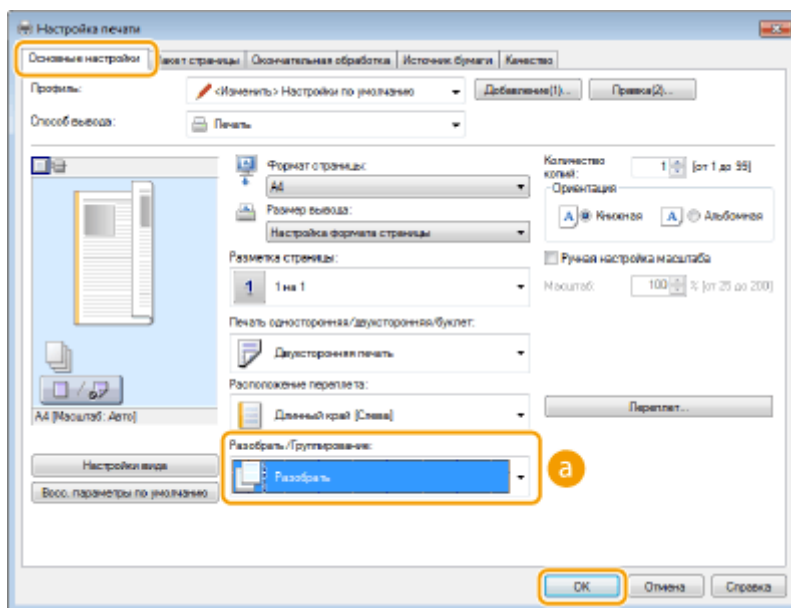 Настройка печати
Основные настройки Макет страницы Окончательная обработка Источник бумаги Качество
Профиль: <Изменить> Настройки по умолчанию Добавление(1)... Правка(2)...
Способ вывода: Печать
Формат страницы:
A4
Размер вывода:
Настройка формата страницы
Разметка страницы:
1 1 на 1
Печать односторонняя/двухсторонняя/буклет:
Двухсторонняя печать
Расположение переплета:
Длинный край [Слева]
Разобрать/Группирование:
Разобрать
a
Количество копий: 1 [от 1 до 99]
Ориентация
A Книжная A Альбомная
Ручная настройка масштаба
Масштаб: 100 % [от 25 до 200]
Переплет...
A4 [Масштаб: Авто]
Настройки вида
Восс. параметры по умолчанию
OK Отмена Справка